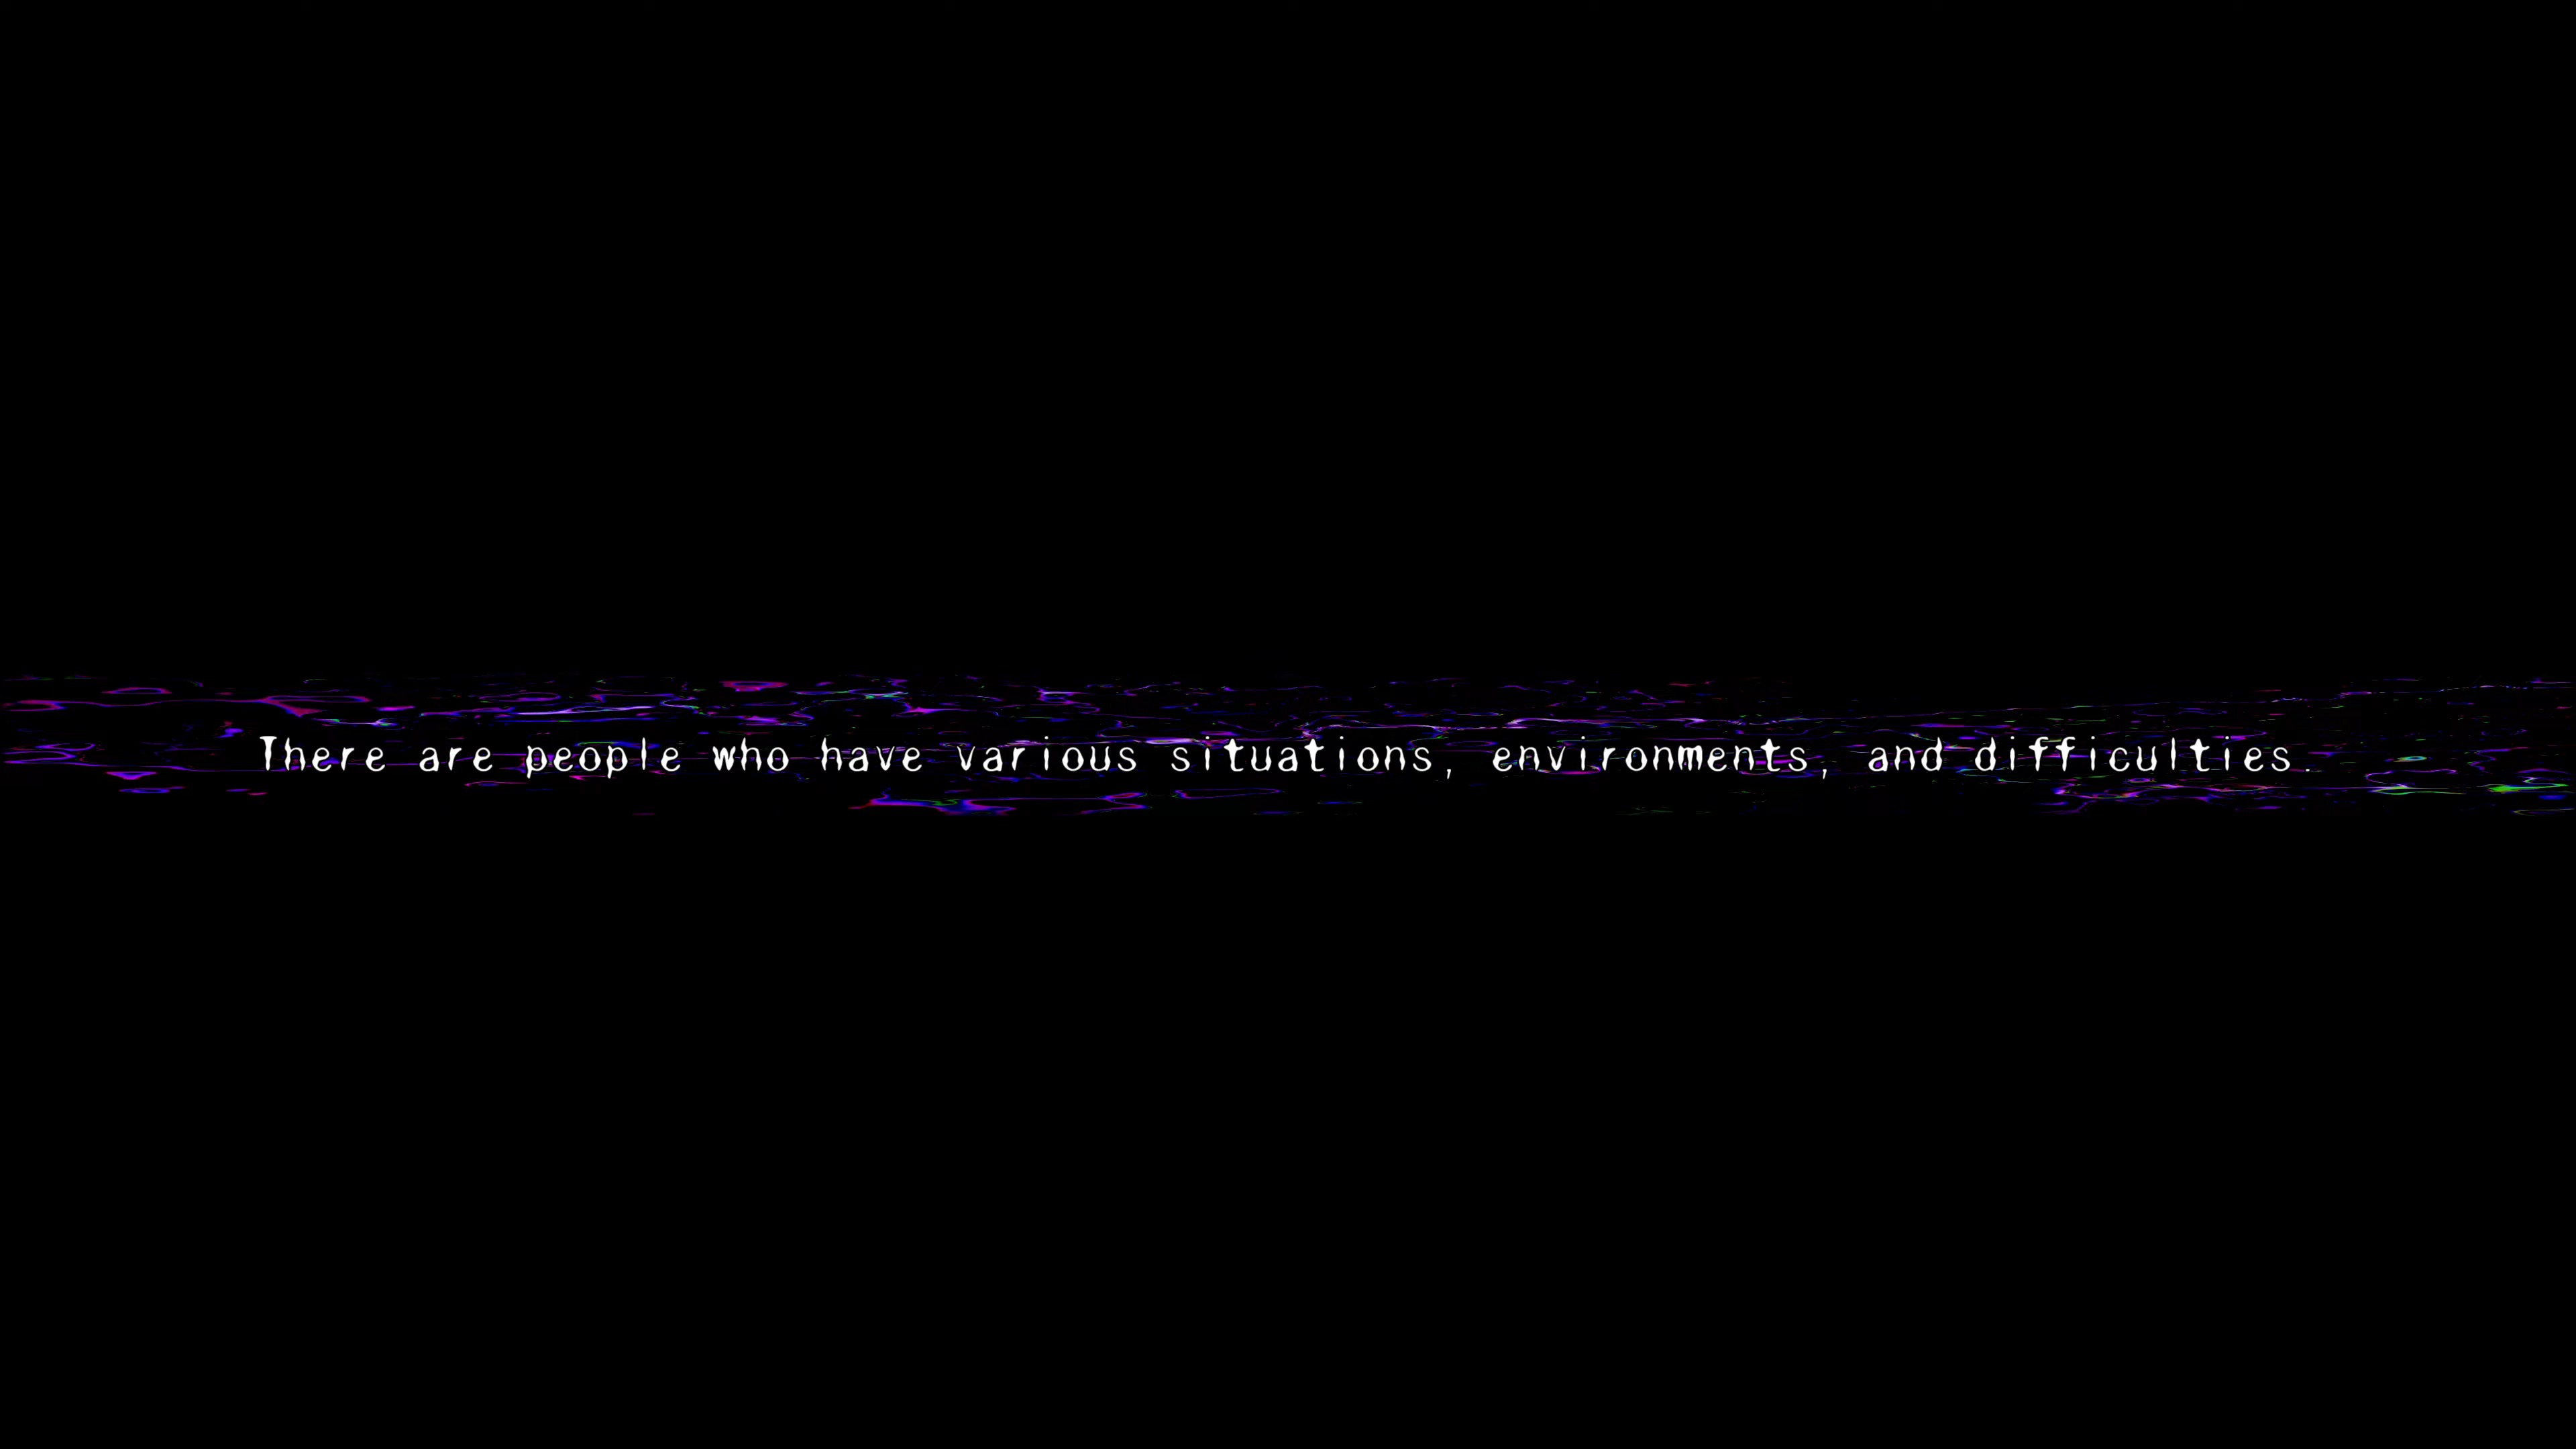 There are people who have various situations, environments, and difficulties.